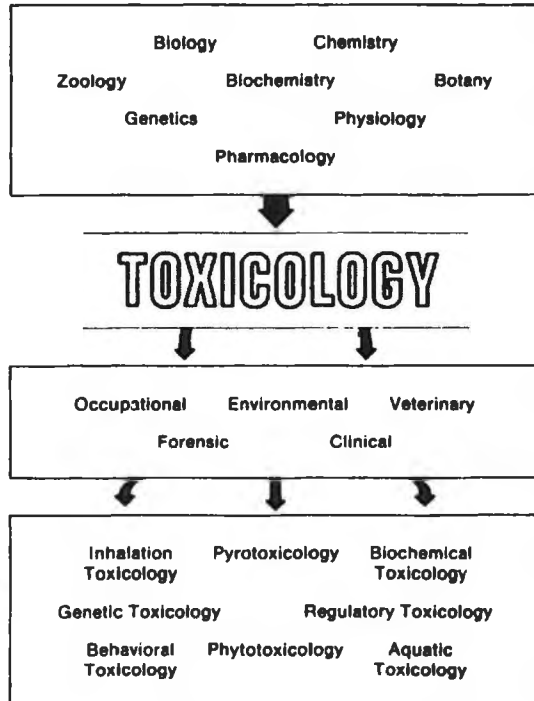 Biology Chemistry
Zoology Biochemistry Botany
Genetics Physiology
Pharmacology
TOXICOLOGY
Occupational Environmental Veterinary
Forensic Clinical
Inhalation Toxicology Pyrotoxicology Biochemical Toxicology
Genetic Toxicology Regulatory Toxicology
Behavioral Toxicology Phytotoxicology Aquatic Toxicology